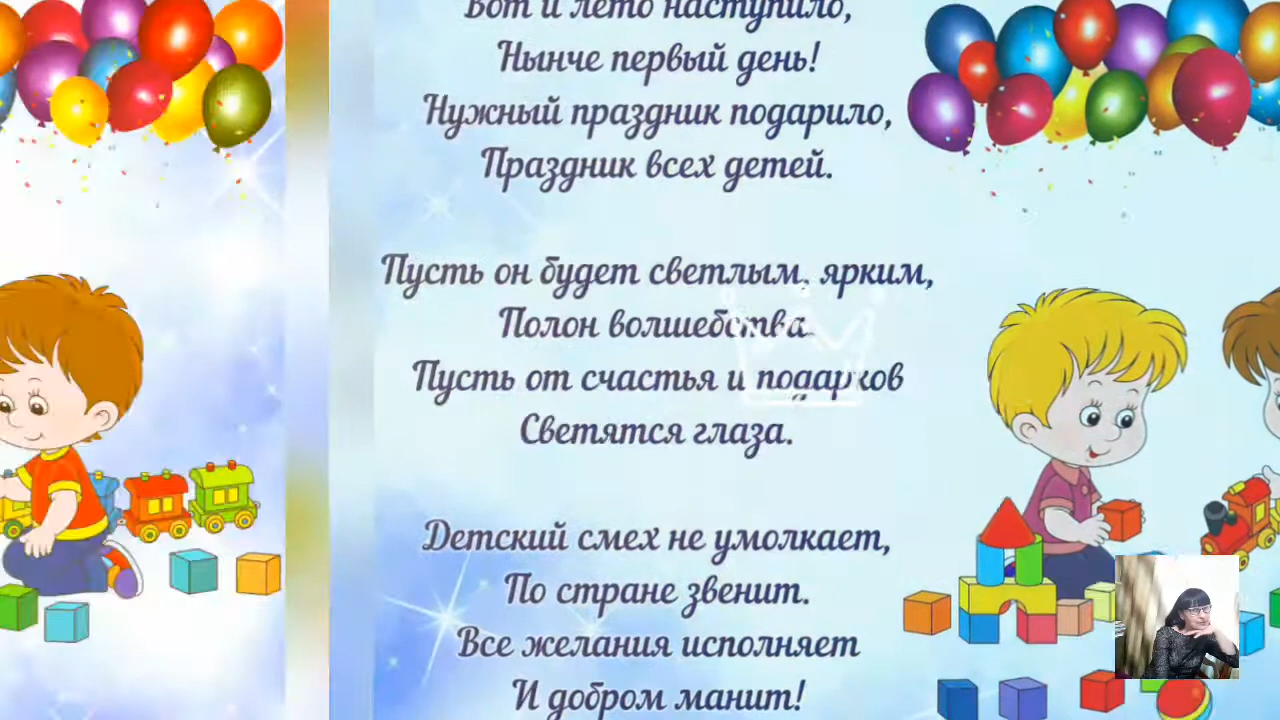 Вот и лето наступило,
Нынче первый день!
Нужный праздник подарило,
Праздник всех детей.
Пусть он будет светлым, ярким,
Полон волшебства.
Пусть от счастья и подарков
Светятся глаза.
Детский смех не умолкает,
По стране звенит.
Все желания исполняет
И добром манит!